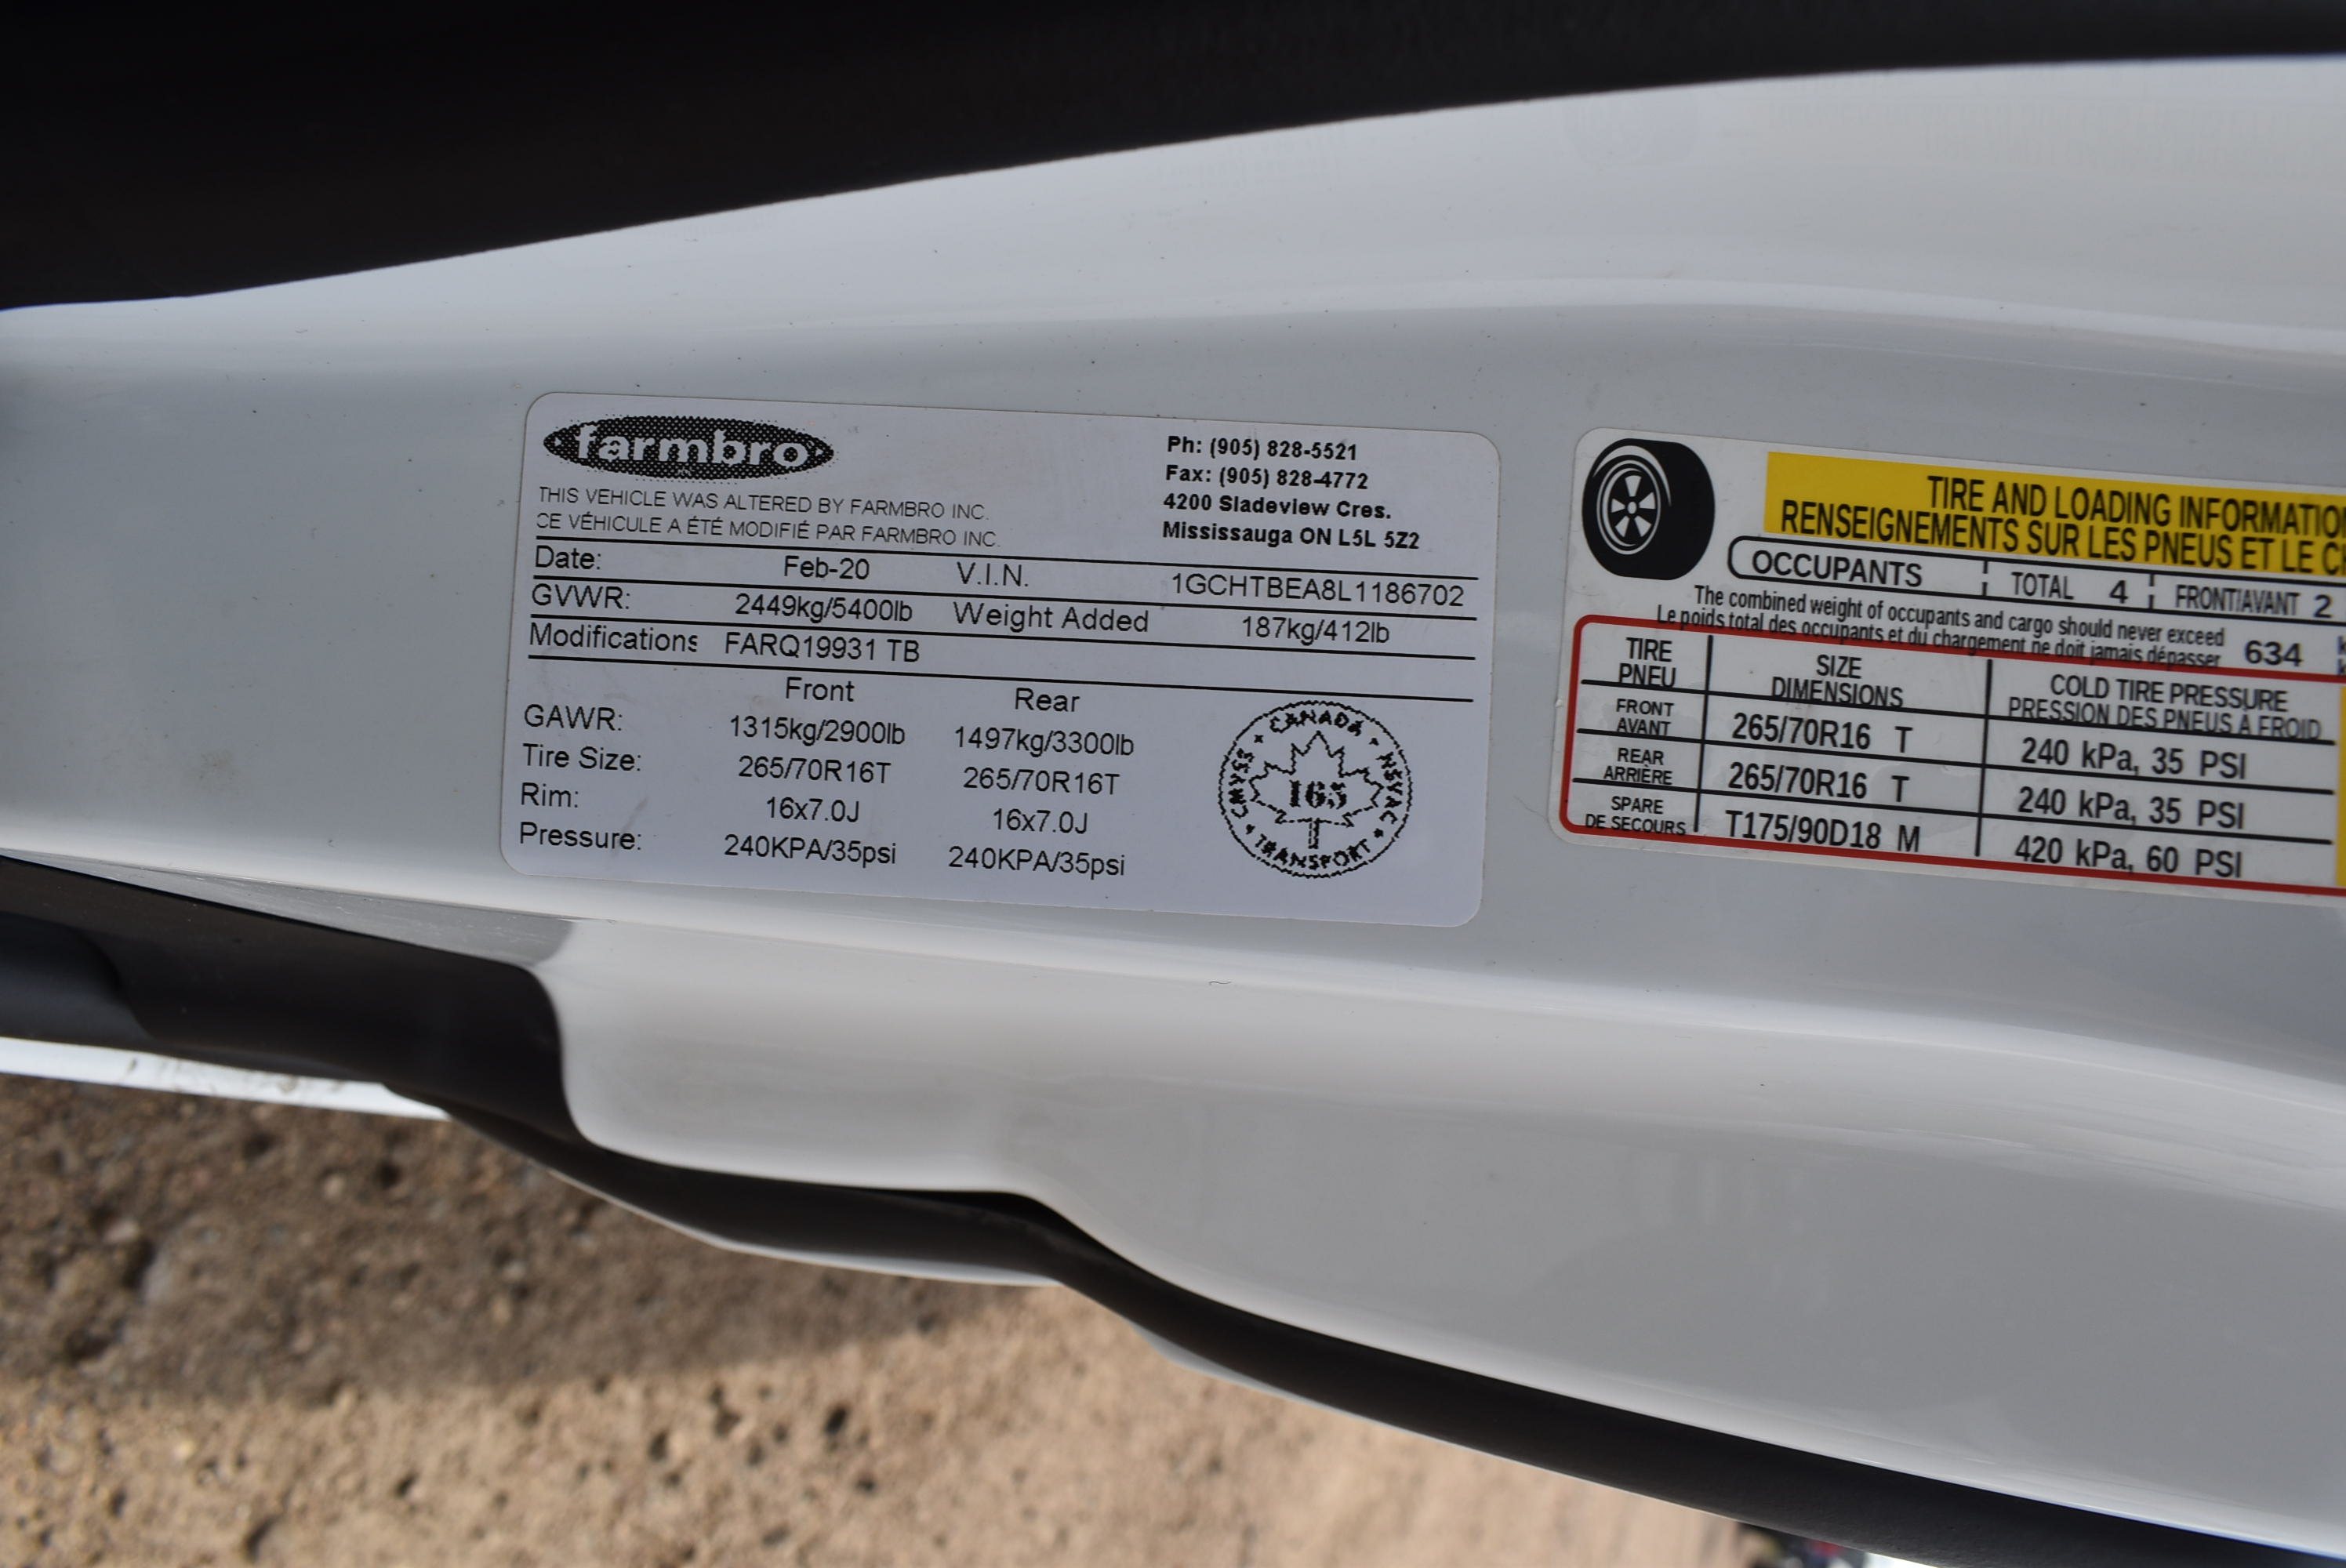 farmbro
Ph: (905) 828-5521
Fax: (905) 828-4772
4200 Sladeview Cres.
Mississauga ON L5L 5Z2
THIS VEHICLE WAS ALTERED BY FARMBRO INC.
CE VÉHICULE A ÉTÉ MODIFIÉ PAR FARMBRO INC.
Date: Feb-20 V.I.N. 1GCHTBEA8L1186702
GVWR: 2449kg/5400lb Weight Added 187kg/412lb
Modifications FARQ19931 TB
Front Rear
GAWR: 1315kg/2900lb 1497kg/3300lb
Tire Size: 265/70R16T 265/70R16T
Rim: 16x7.0J 16x7.0J
Pressure: 240KPA/35psi 240KPA/35psi
CANADA • NSVAC • TRANSPORT • CMVSS •
165
TIRE AND LOADING INFORMATIO
RENSEIGNEMENTS SUR LES PNEUS ET LE C
OCCUPANTS TOTAL 4 FRONT/AVANT 2
The combined weight of occupants and cargo should never exceed
Le poids total des occupants et du chargement ne doit jamais dépasser 634
TIRE SIZE COLD TIRE PRESSURE
PNEU DIMENSIONS PRESSION DES PNEUS À FROID
FRONT
AVANT 265/70R16 T 240 kPa, 35 PSI
REAR
ARRIÈRE 265/70R16 T 240 kPa, 35 PSI
SPARE
DE SECOURS T175/90D18 M 420 kPa, 60 PSI